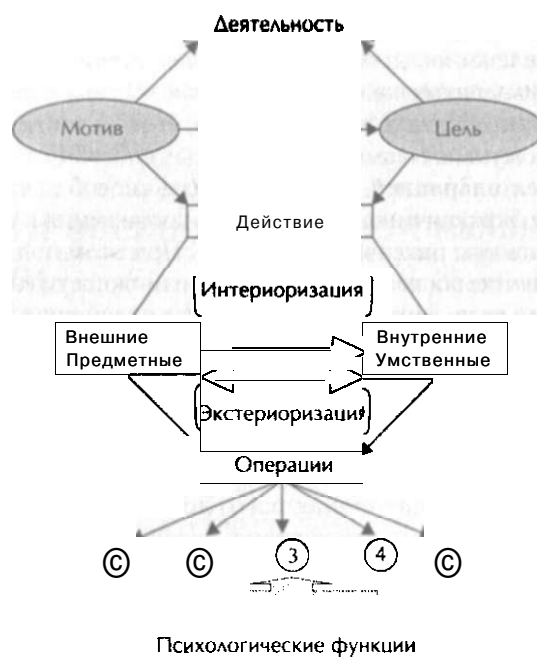 Деятельность
Мотив
Цель
Действие
Интериоризация
Внешние
Предметные
Внутренние
Умственные
Экстериоризация
Операции
© © 3 4 ©
Психологические функции